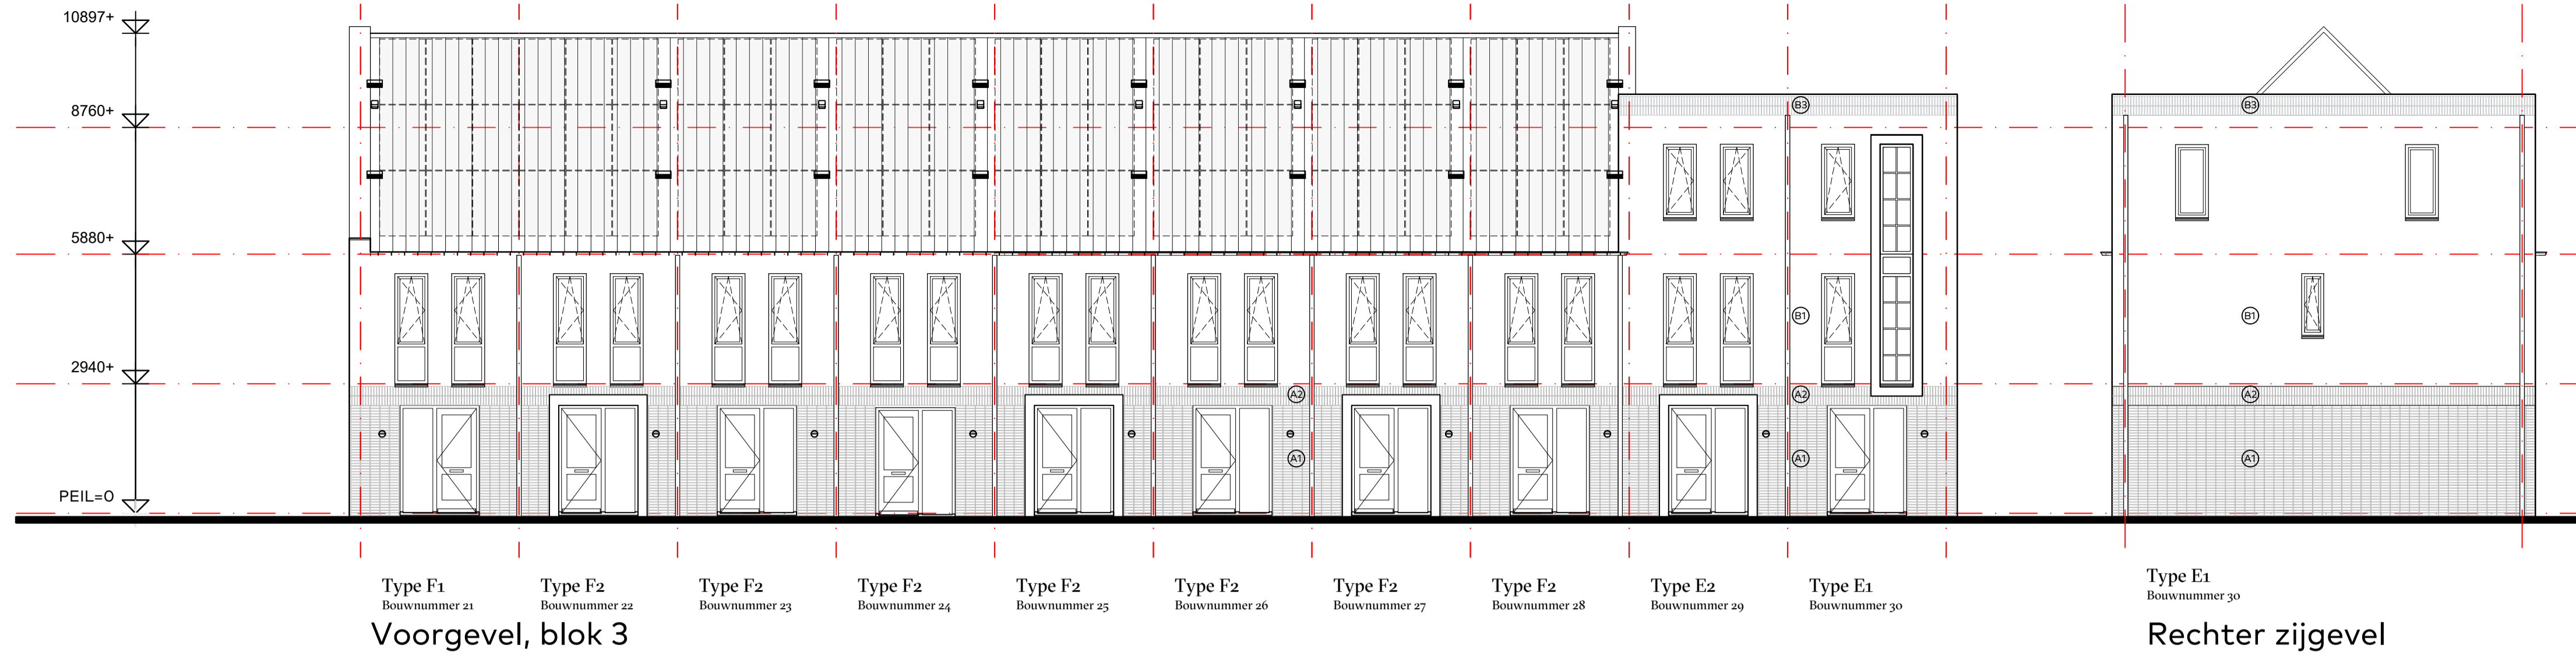 10897+
8760+
5880+
2940+
PEIL=0
B3
B1
A2
A2
A1
A1
B3
B1
A2
A1
Type F1
Bouwnummer 21
Type F2
Bouwnummer 22
Type F2
Bouwnummer 23
Type F2
Bouwnummer 24
Type F2
Bouwnummer 25
Type F2
Bouwnummer 26
Type F2
Bouwnummer 27
Type F2
Bouwnummer 28
Type E2
Bouwnummer 29
Type E1
Bouwnummer 30
Voorgevel, blok 3
Type E1
Bouwnummer 30
Rechter zijgevel